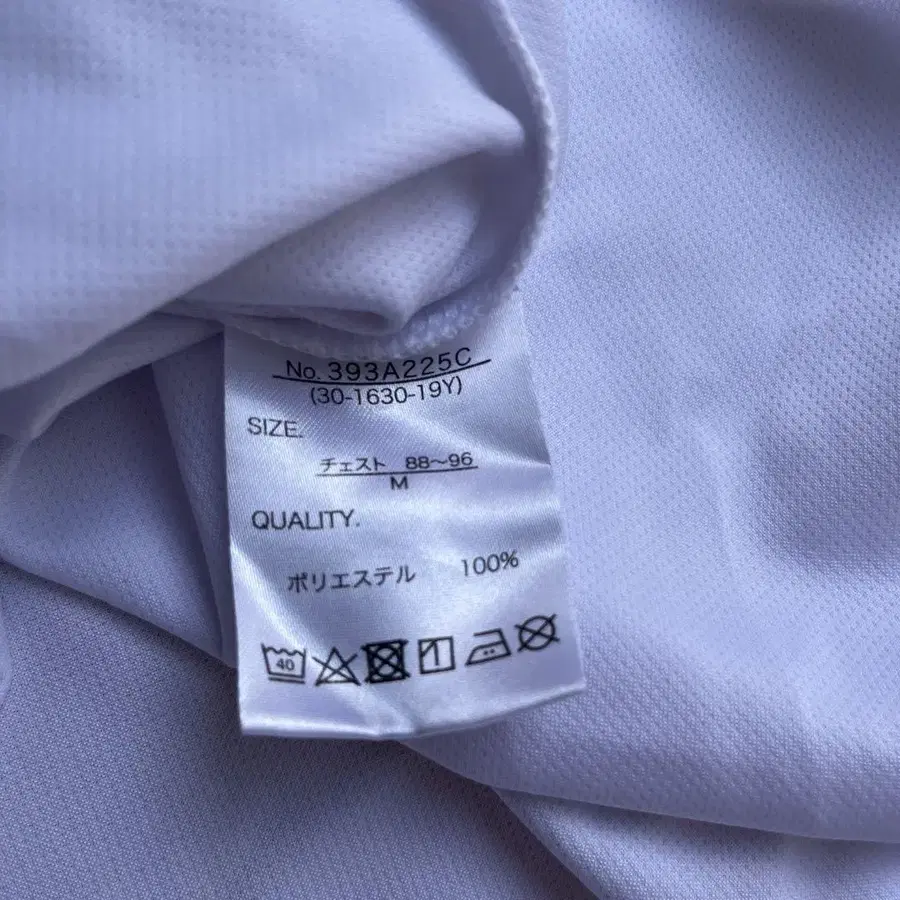 No. 393A225C
(30-1630-19Y)
SIZE.
チェスト 88〜96
M
QUALITY.
ポリエステル 100%
40